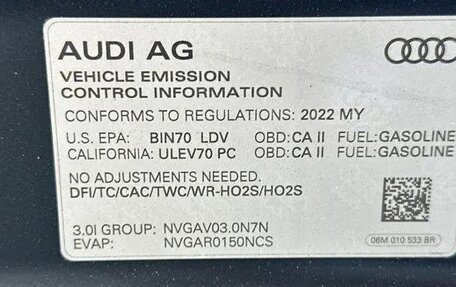 AUDI AG
VEHICLE EMISSION
CONTROL INFORMATION
CONFORMS TO REGULATIONS: 2022 MY
U.S. EPA: BIN70 LDV OBD:CA II FUEL:GASOLINE
CALIFORNIA: ULEV70 PC OBD:CA II FUEL:GASOLINE
NO ADJUSTMENTS NEEDED.
DFI/TC/CAC/TWC/WR-HO2S/HO2S
3.0l GROUP: NVGAV03.0N7N
EVAP: NVGAR0150NCS
06M 010 533 BR